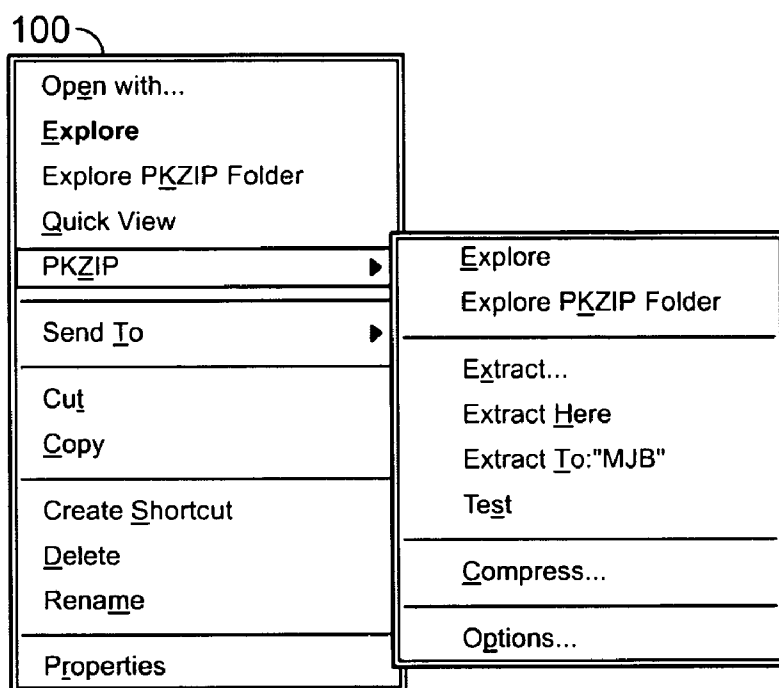 100
Open with...
Explore
Explore PKZIP Folder
Quick View
PKZIP
Send To
Cut
Copy
Create Shortcut
Delete
Rename
Properties
Explore
Explore PKZIP Folder
Extract...
Extract Here
Extract To:"MJB"
Test
Compress...
Options...